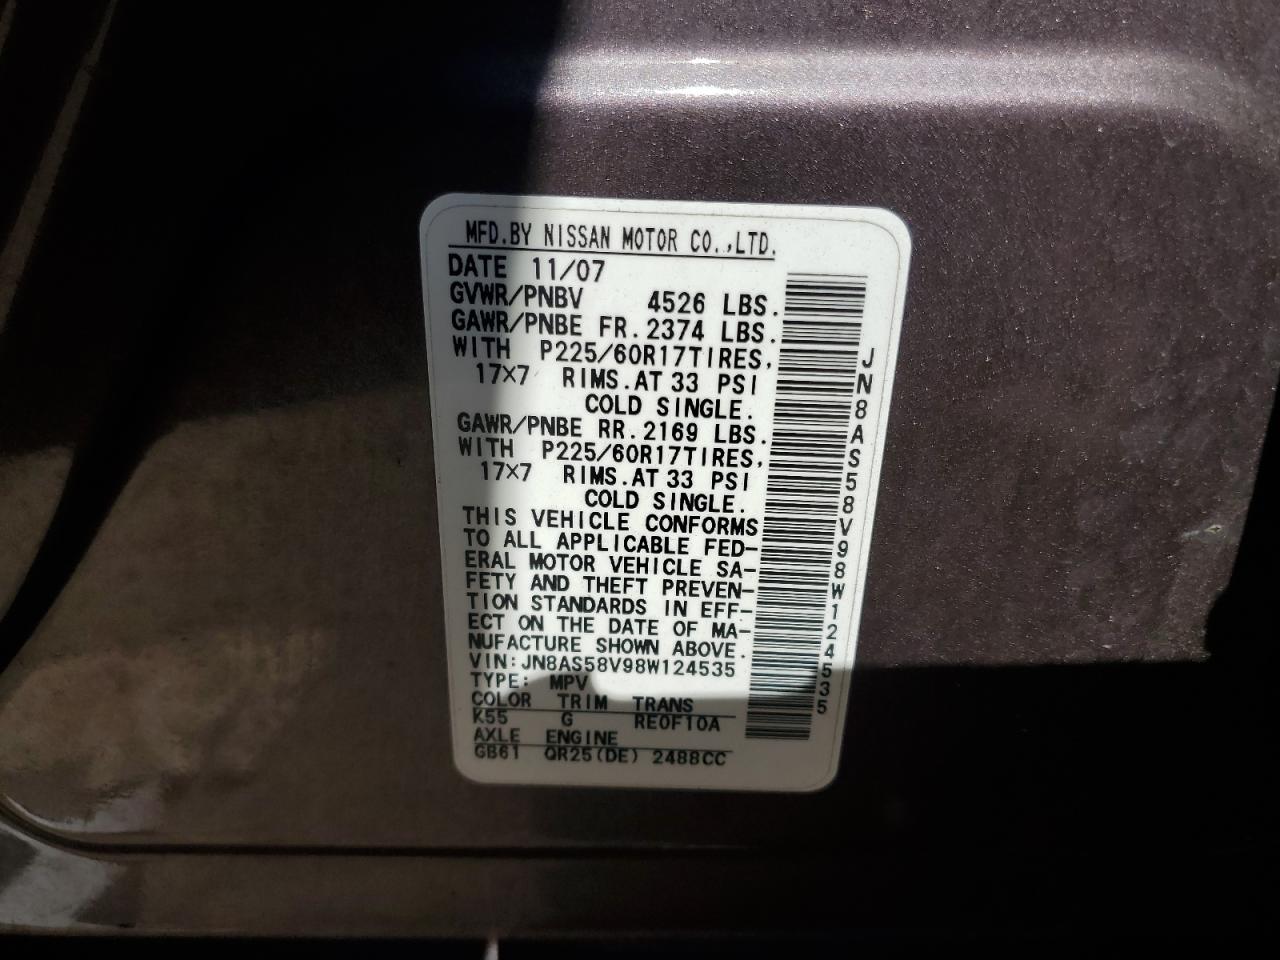 MFD.BY NISSAN MOTOR CO.,LTD.
DATE 11/07
GVWR/PNBV 4526 LBS.
GAWR/PNBE FR.2374 LBS.
WITH P225/60R17TIRES,
17×7 RIMS.AT 33 PSI
COLD SINGLE.
GAWR/PNBE RR.2169 LBS.
WITH P225/60R17TIRES,
17×7 RIMS.AT 33 PSI
COLD SINGLE.
THIS VEHICLE CONFORMS
TO ALL APPLICABLE FED-
ERAL MOTOR VEHICLE SA-
FETY AND THEFT PREVEN-
TION STANDARDS IN EFF-
ECT ON THE DATE OF MA-
NUFACTURE SHOWN ABOVE.
VIN:JN8AS58V98W124535
TYPE: MPV
COLOR TRIM TRANS
K55 G RE0F10A
AXLE ENGINE
GB61 QR25(DE) 2488CC
JN8AS58V98W124535